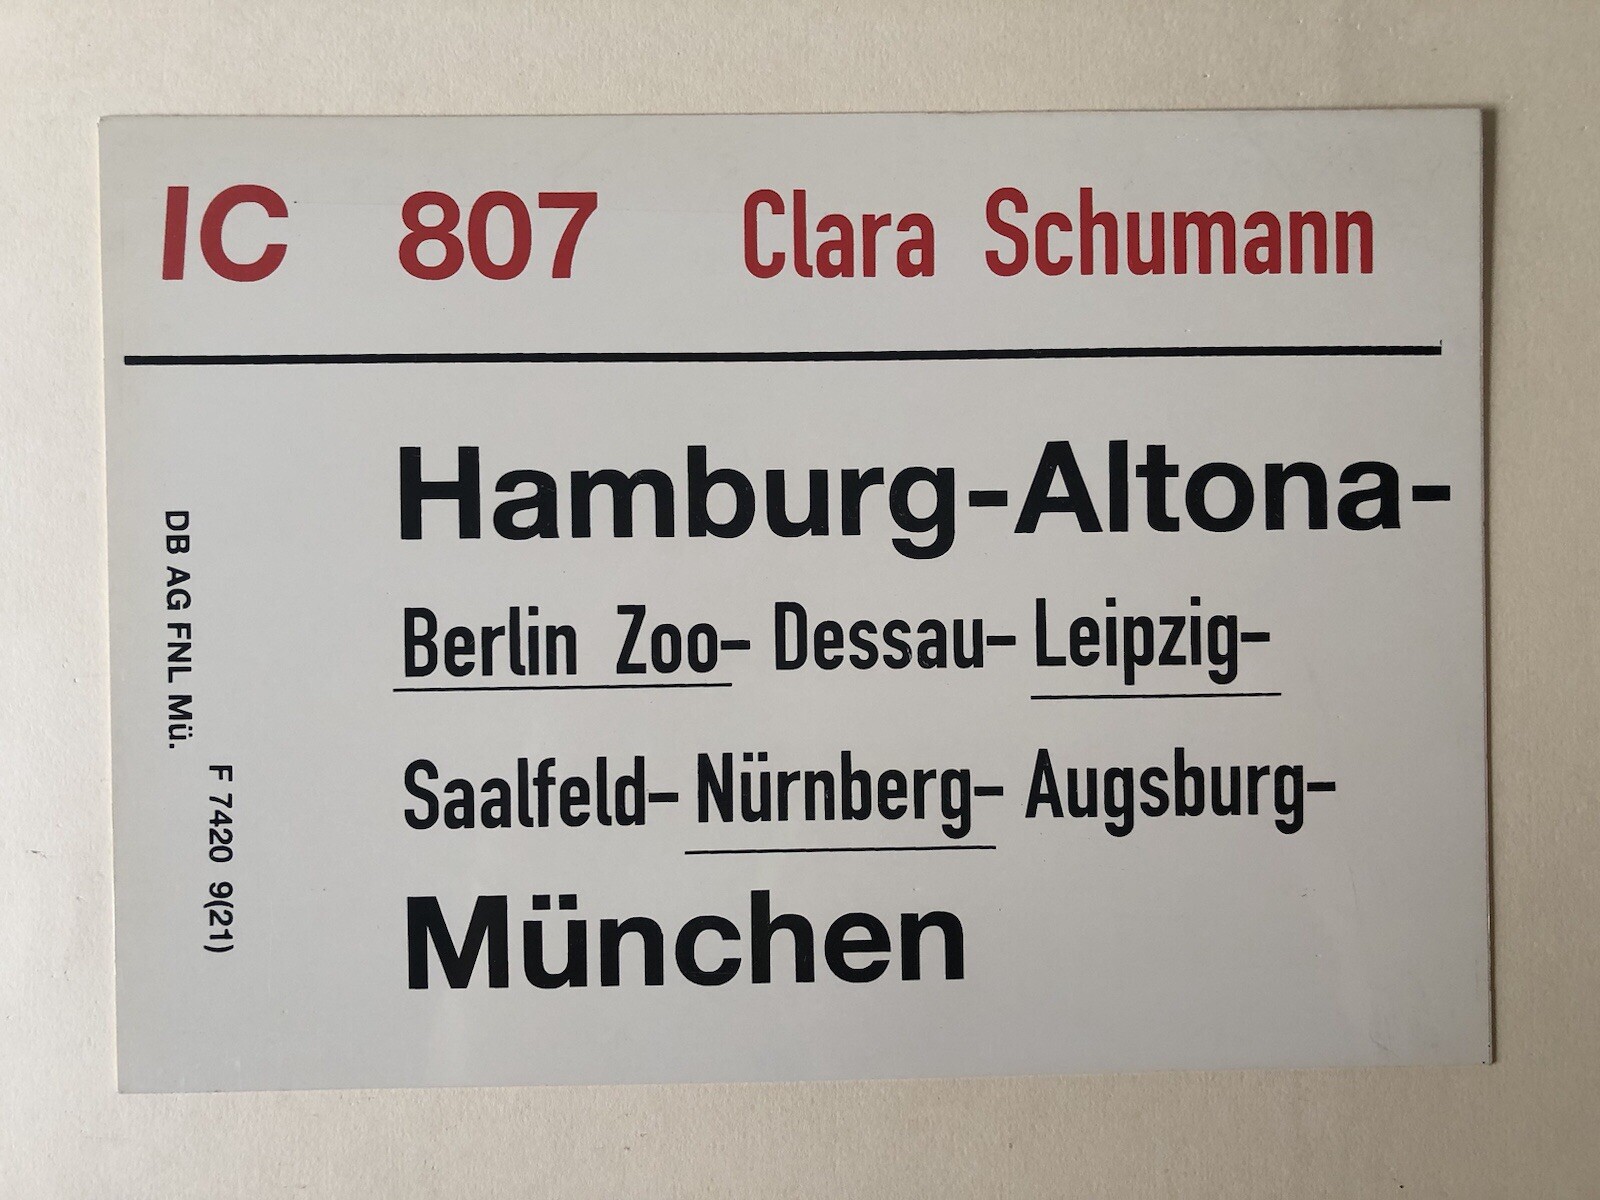 IC 807 Clara Schumann
Hamburg-Altona-
Berlin Zoo- Dessau- Leipzig-
Saalfeld- Nürnberg- Augsburg-
München
DB AG FNL Mü.
F 7420 9(21)